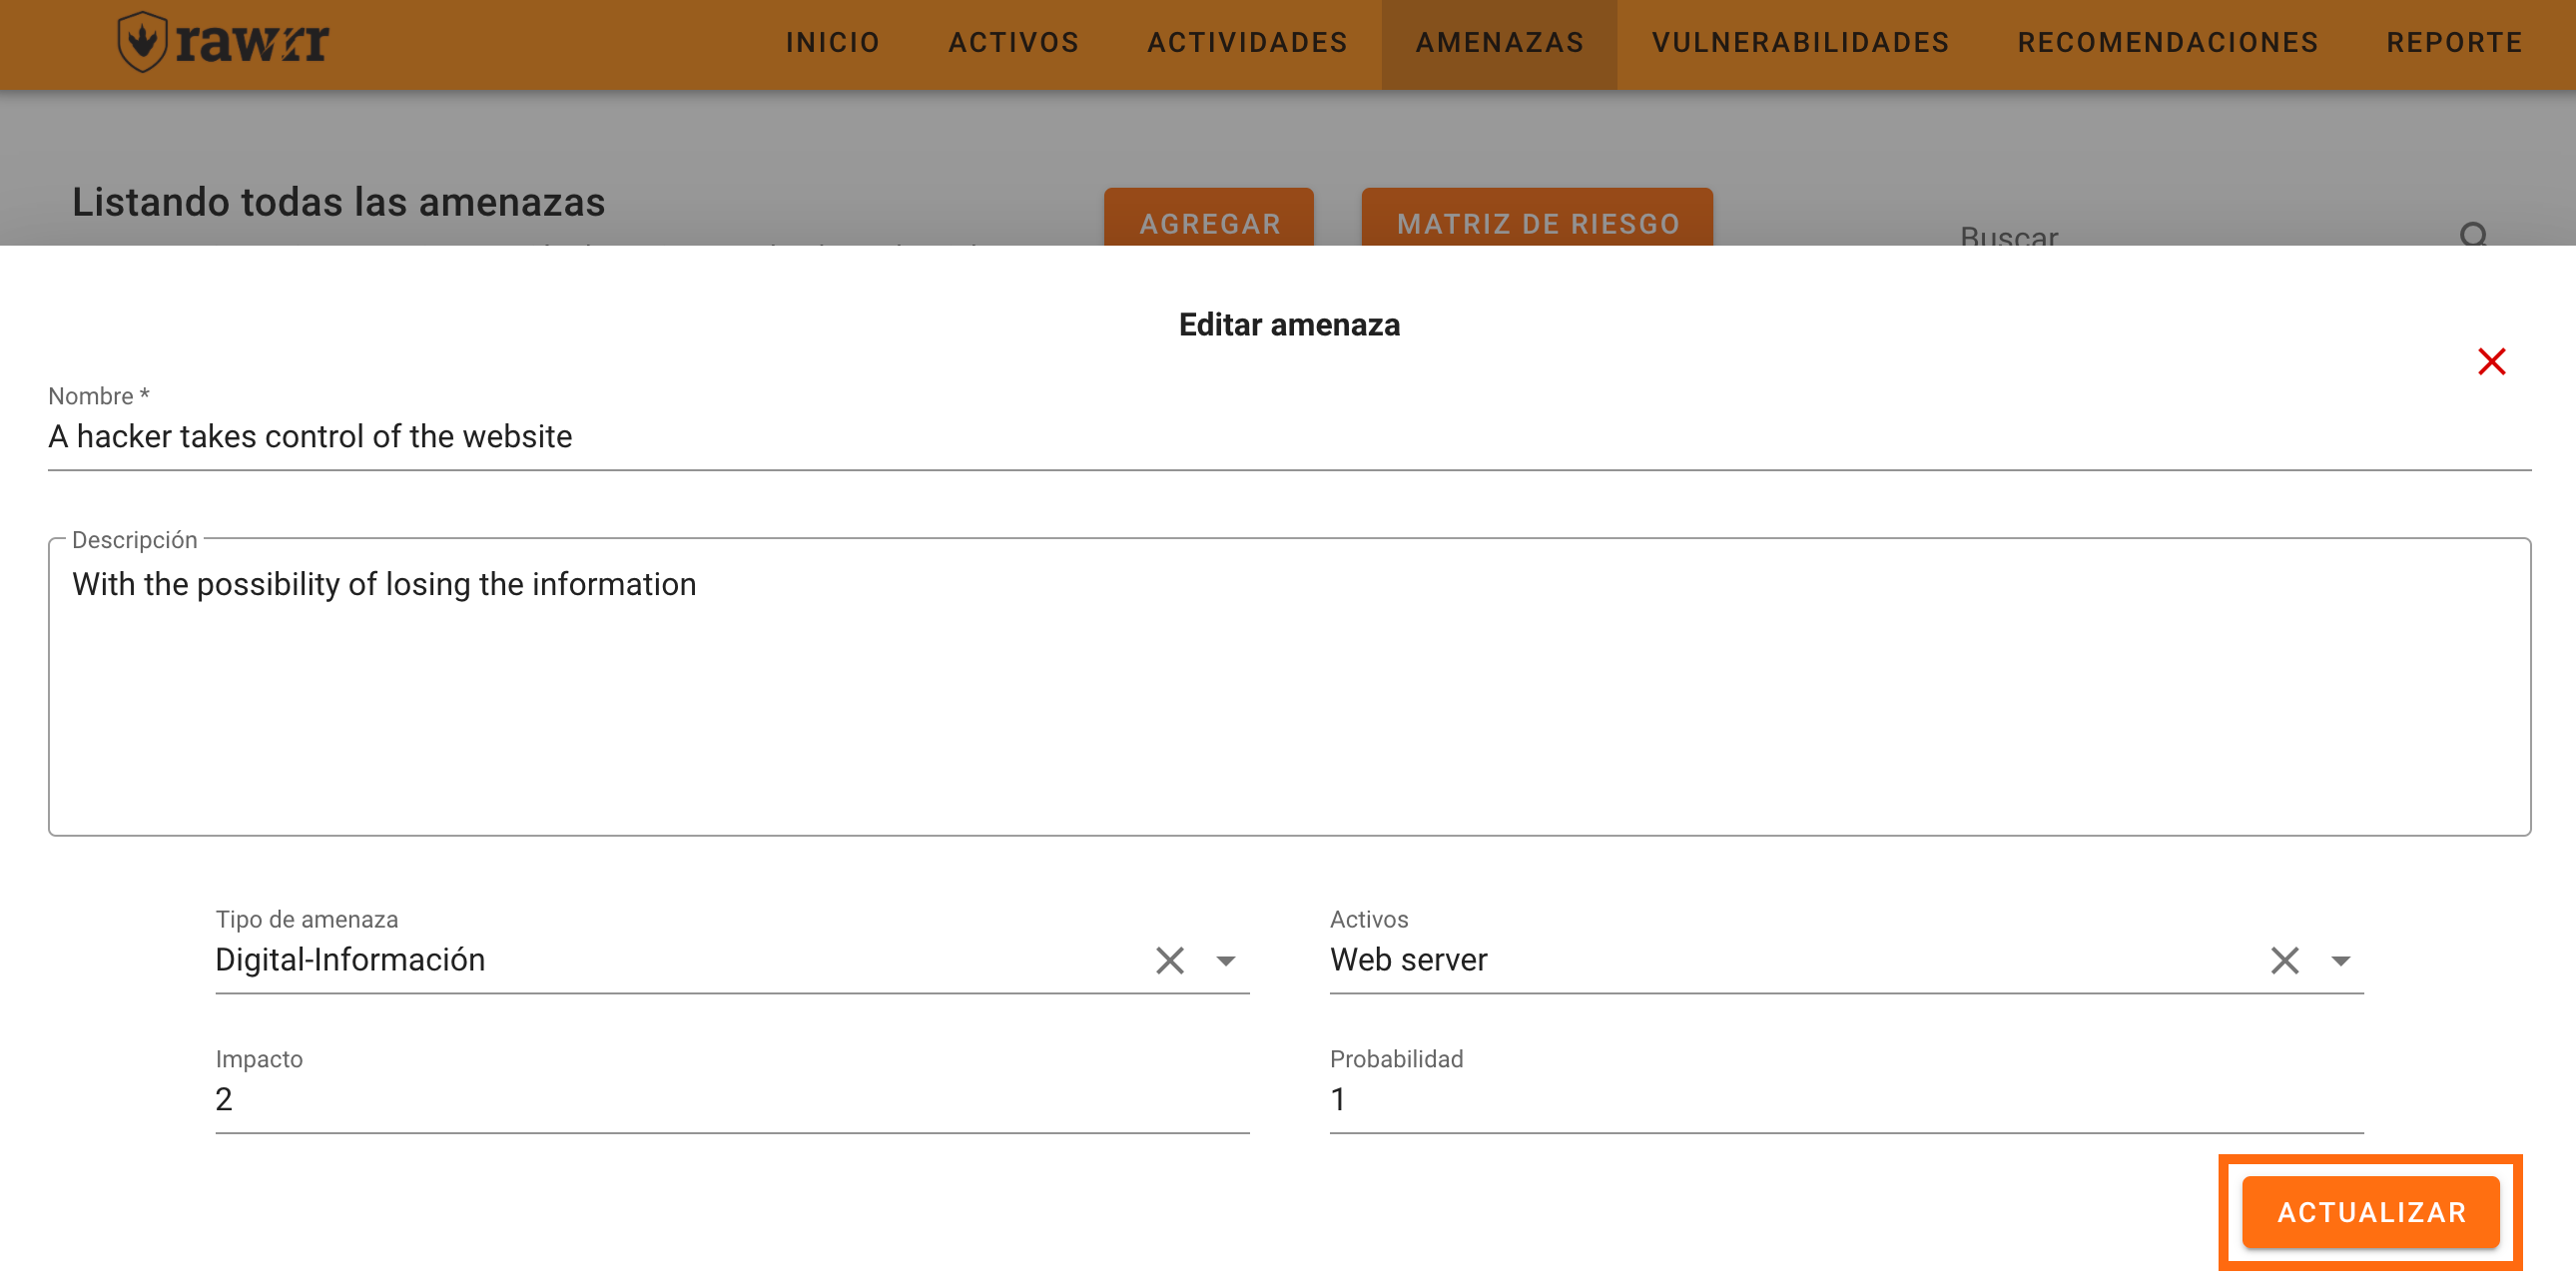 rawrr
INICIO ACTIVOS ACTIVIDADES AMENAZAS VULNERABILIDADES RECOMENDACIONES REPORTE
Listando todas las amenazas
AGREGAR MATRIZ DE RIESGO Buscar
Editar amenaza
Nombre *
A hacker takes control of the website
Descripción
With the possibility of losing the information
Tipo de amenaza Activos
Digital-Información Web server
Impacto Probabilidad
2 1
ACTUALIZAR